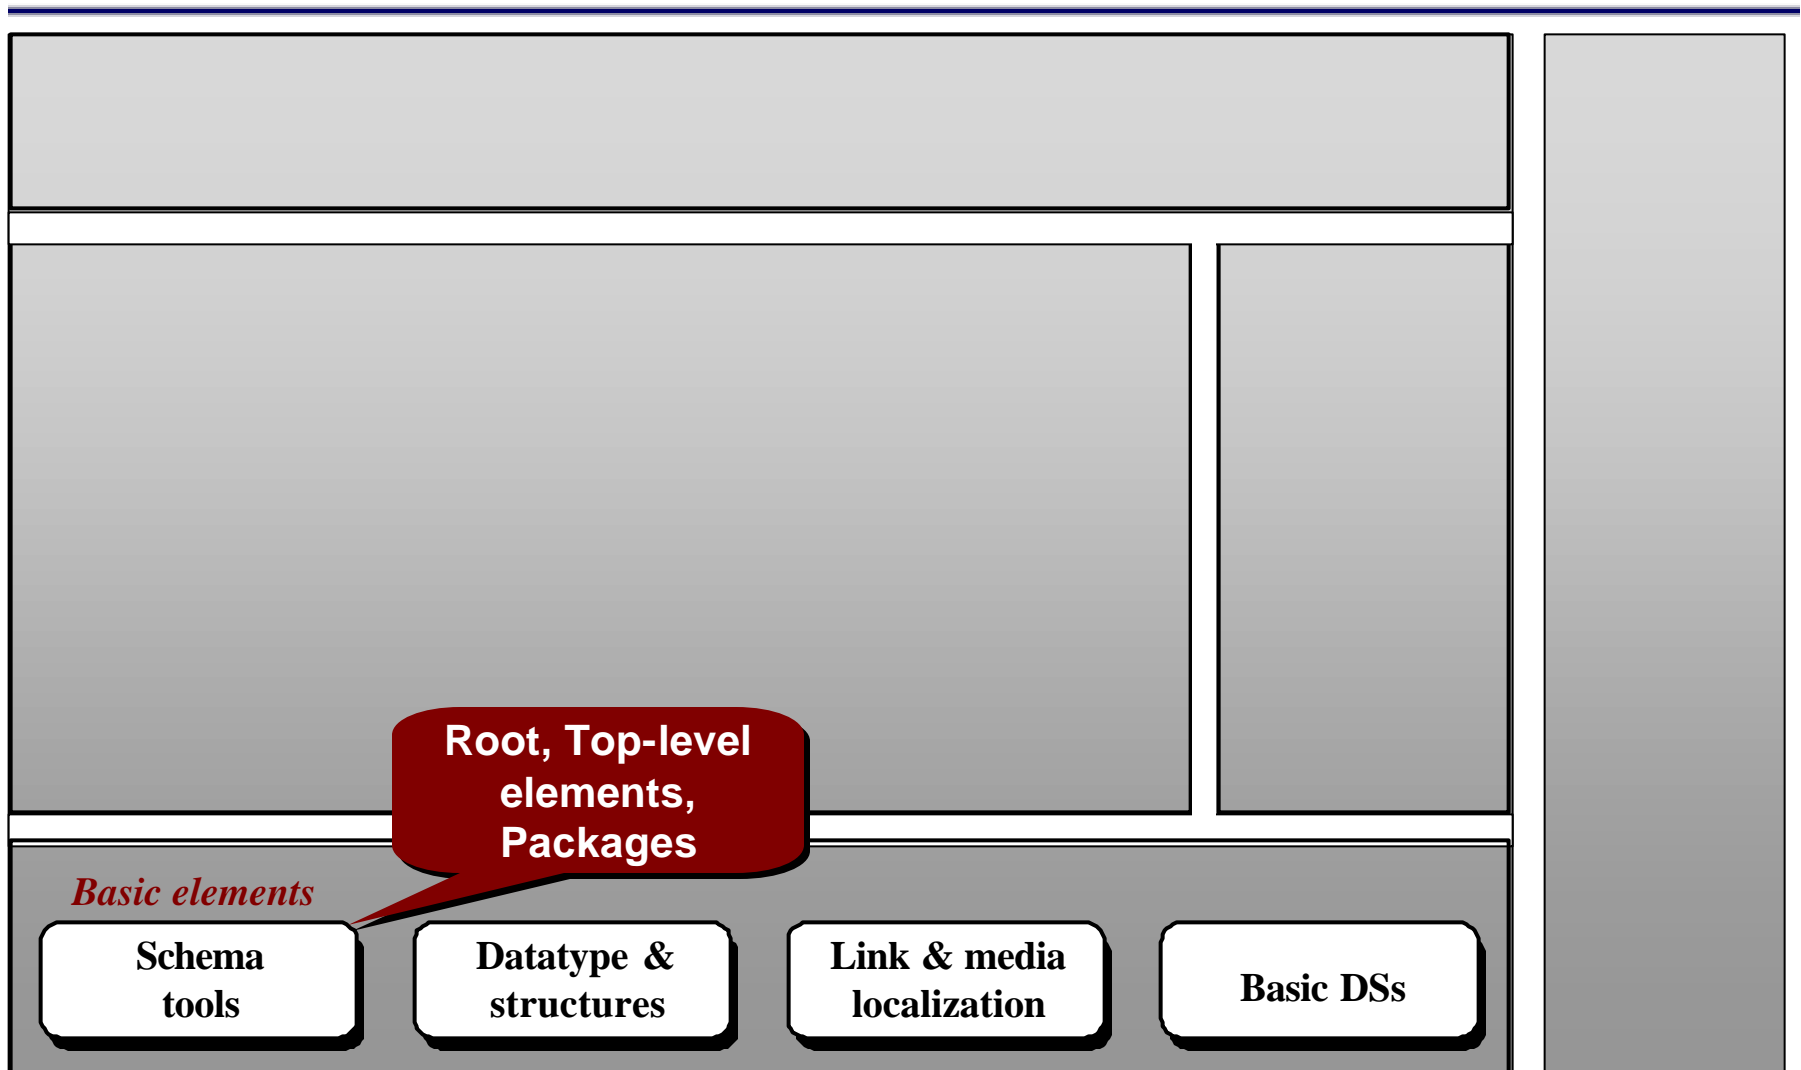 Root, Top-level
elements,
Packages
Basic elements
Schema
tools
Datatype &
structures
Link & media
localization
Basic DSs